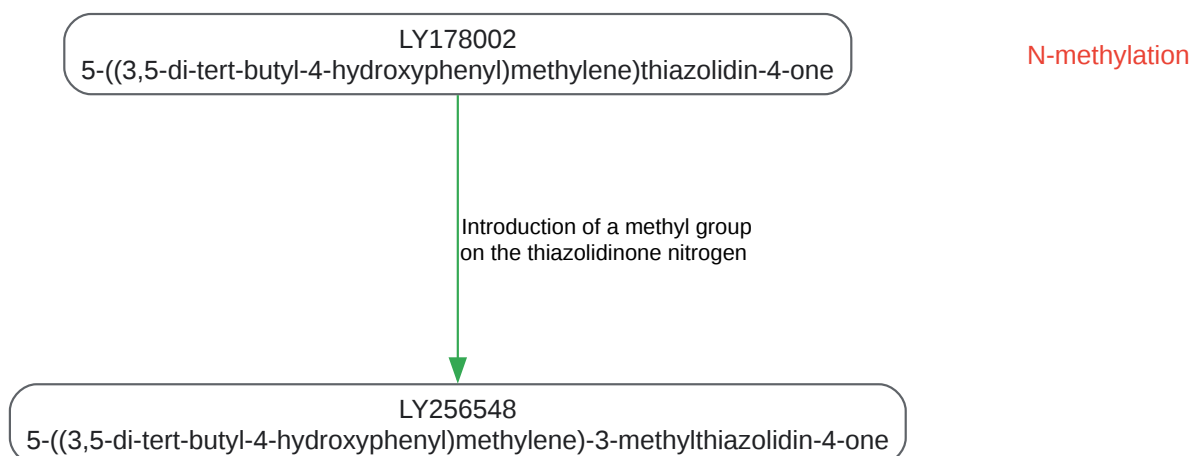 LY178002
5-((3,5-di-tert-butyl-4-hydroxyphenyl)methylene)thiazolidin-4-one
N-methylation
Introduction of a methyl group
on the thiazolidinone nitrogen
LY256548
5-((3,5-di-tert-butyl-4-hydroxyphenyl)methylene)-3-methylthiazolidin-4-one